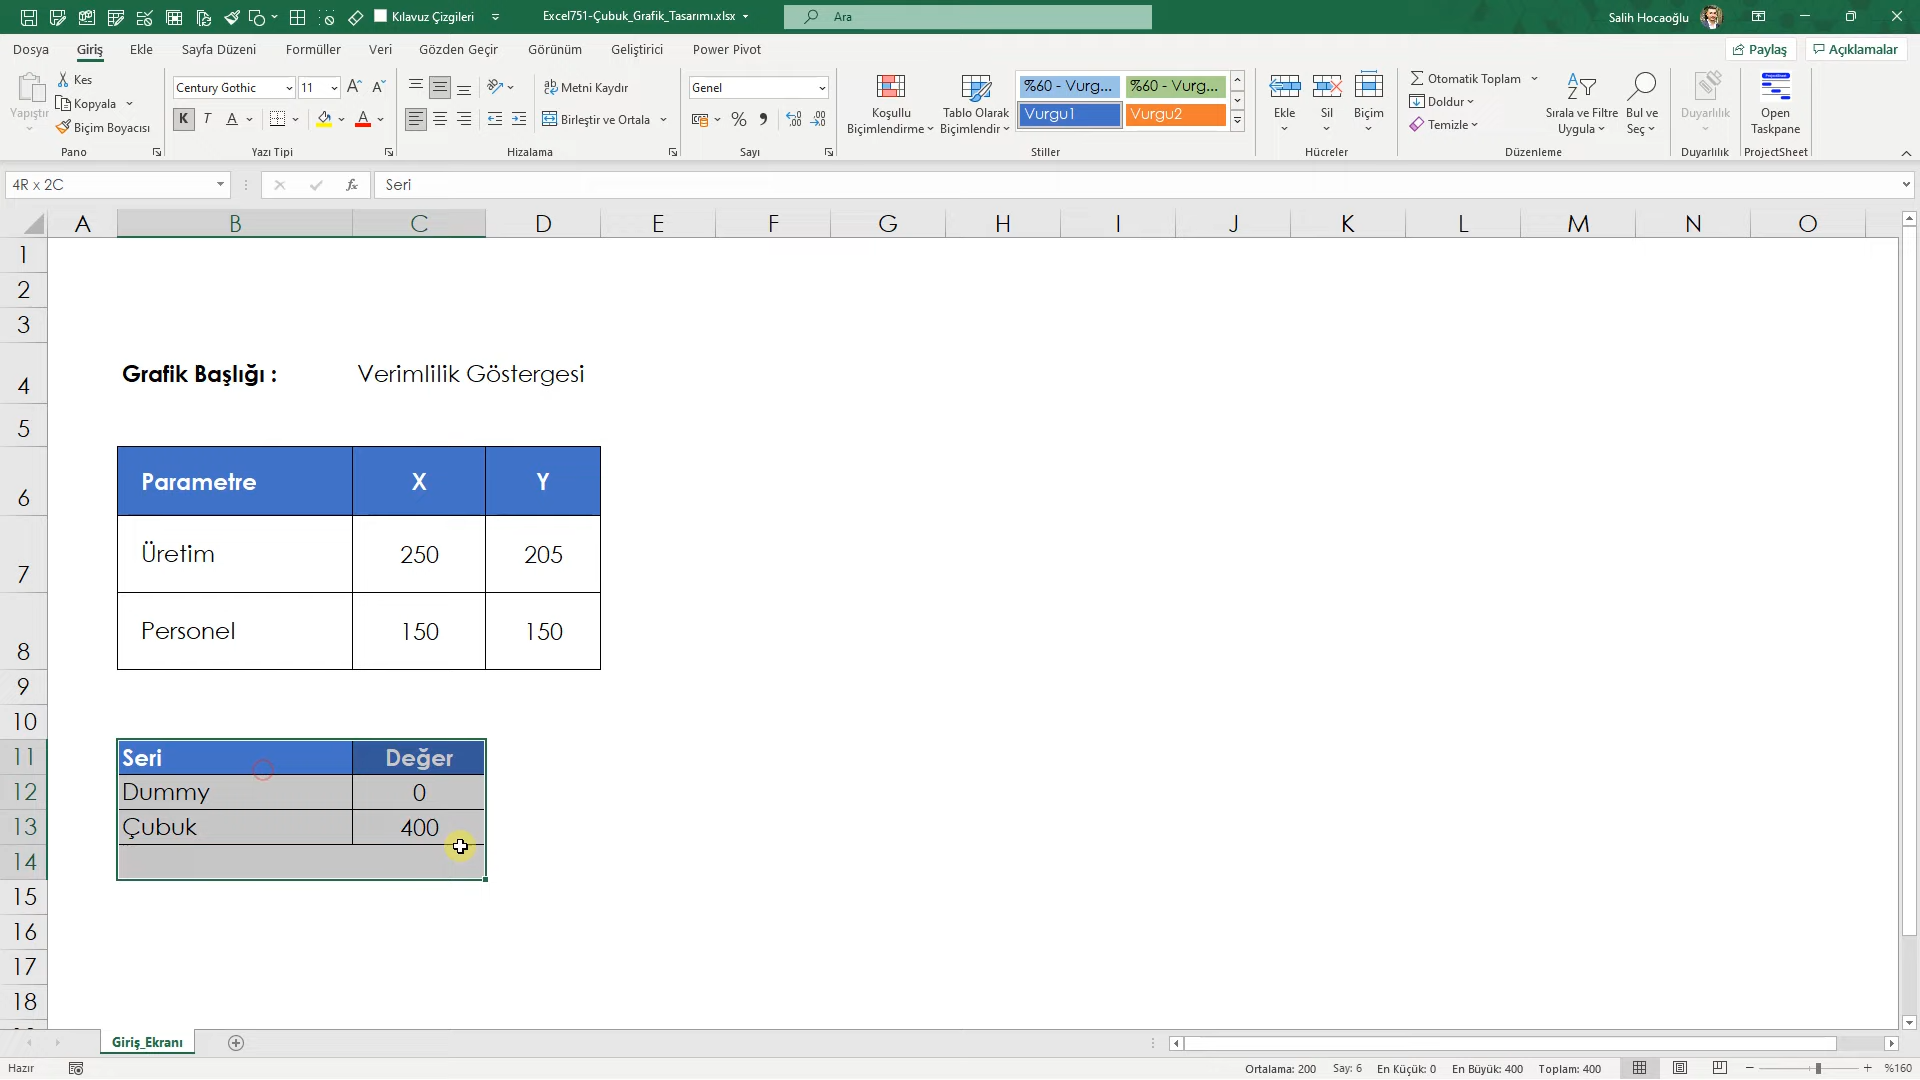 Kılavuz Çizgileri
Excel751-Çubuk_Grafik_Tasarımı.xlsx
Ara
Salih Hocaoğlu
Dosya Giriş Ekle Sayfa Düzeni Formüller Veri Gözden Geçir Görünüm Geliştirici Power Pivot
Paylaş Açıklamalar
Yapıştır
Kes
Kopyala
Biçim Boyacısı
Pano
Century Gothic 11
K T A
Yazı Tipi
Metni Kaydır
Birleştir ve Ortala
Hizalama
Genel
Sayı
Koşullu Biçimlendirme
Tablo Olarak Biçimlendir
%60 - Vurg... %60 - Vurg...
Vurgu1 Vurgu2
Stiller
Ekle Sil Biçim
Hücreler
Otomatik Toplam
Doldur
Temizle
Sırala ve Filtre Uygula
Bul ve Seç
Düzenleme
Duyarlılık
Duyarlılık
Open Taskpane
ProjectSheet
4R x 2C
fx
Seri
A B C D E F G H I J K L M N O
1
2
3
4 Grafik Başlığı : Verimlilik Göstergesi
5
6 Parametre X Y
7 Üretim 250 205
8 Personel 150 150
9
10
11 Seri Değer
12 Dummy 0
13 Çubuk 400
14
15
16
17
18
Giriş_Ekranı
Hazır
Ortalama: 200 Say: 6 En Küçük: 0 En Büyük: 400 Toplam: 400
%160